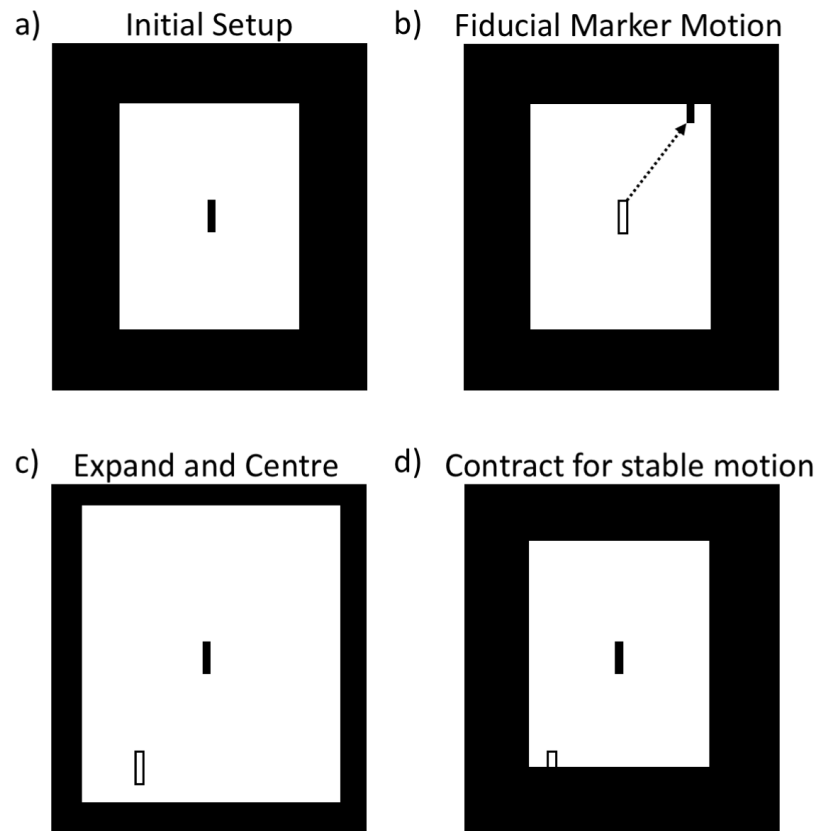 a) Initial Setup
b) Fiducial Marker Motion
c) Expand and Centre
d) Contract for stable motion